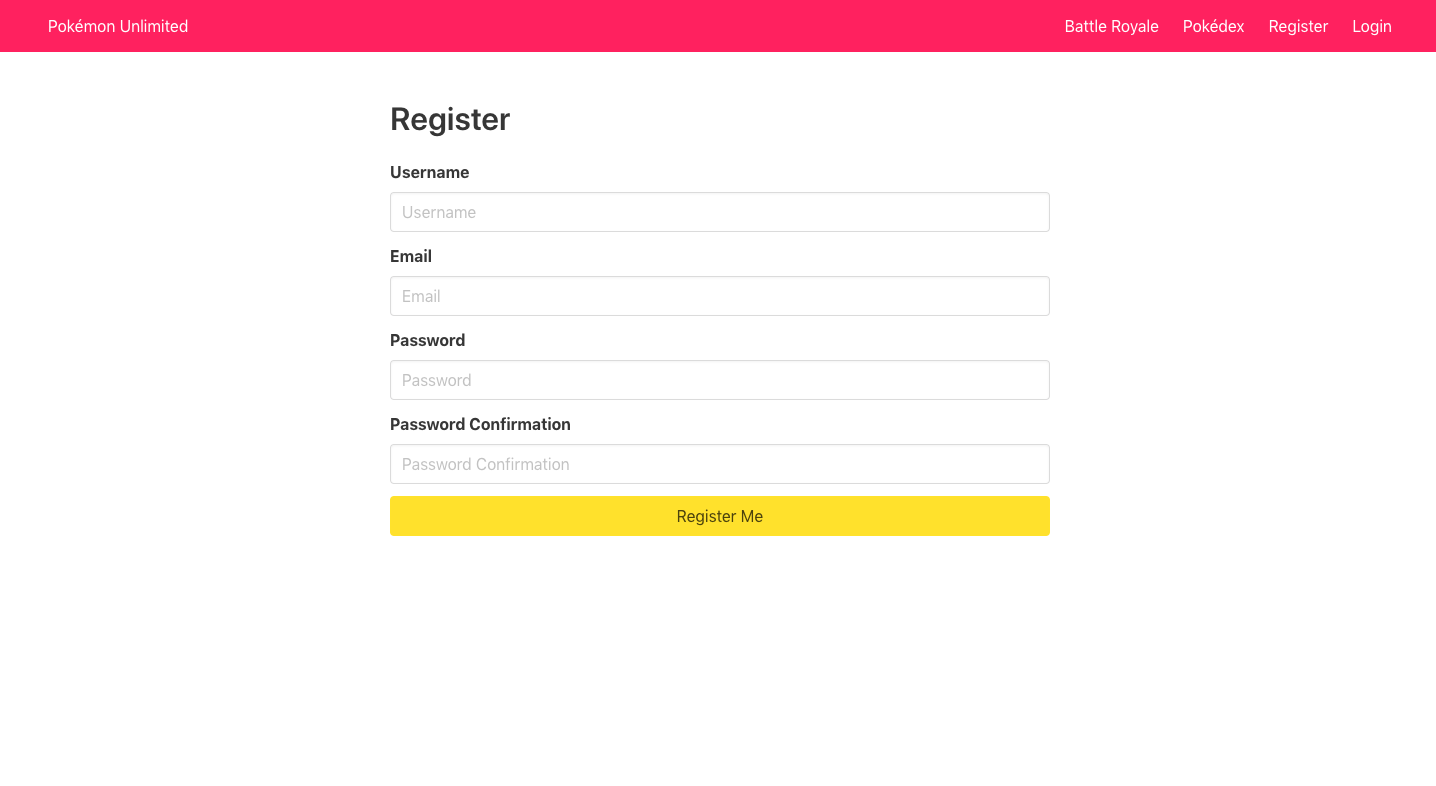 Pokémon Unlimited Battle Royale Pokédex Register Login
Register
Username
Username
Email
Email
Password
Password
Password Confirmation
Password Confirmation
Register Me